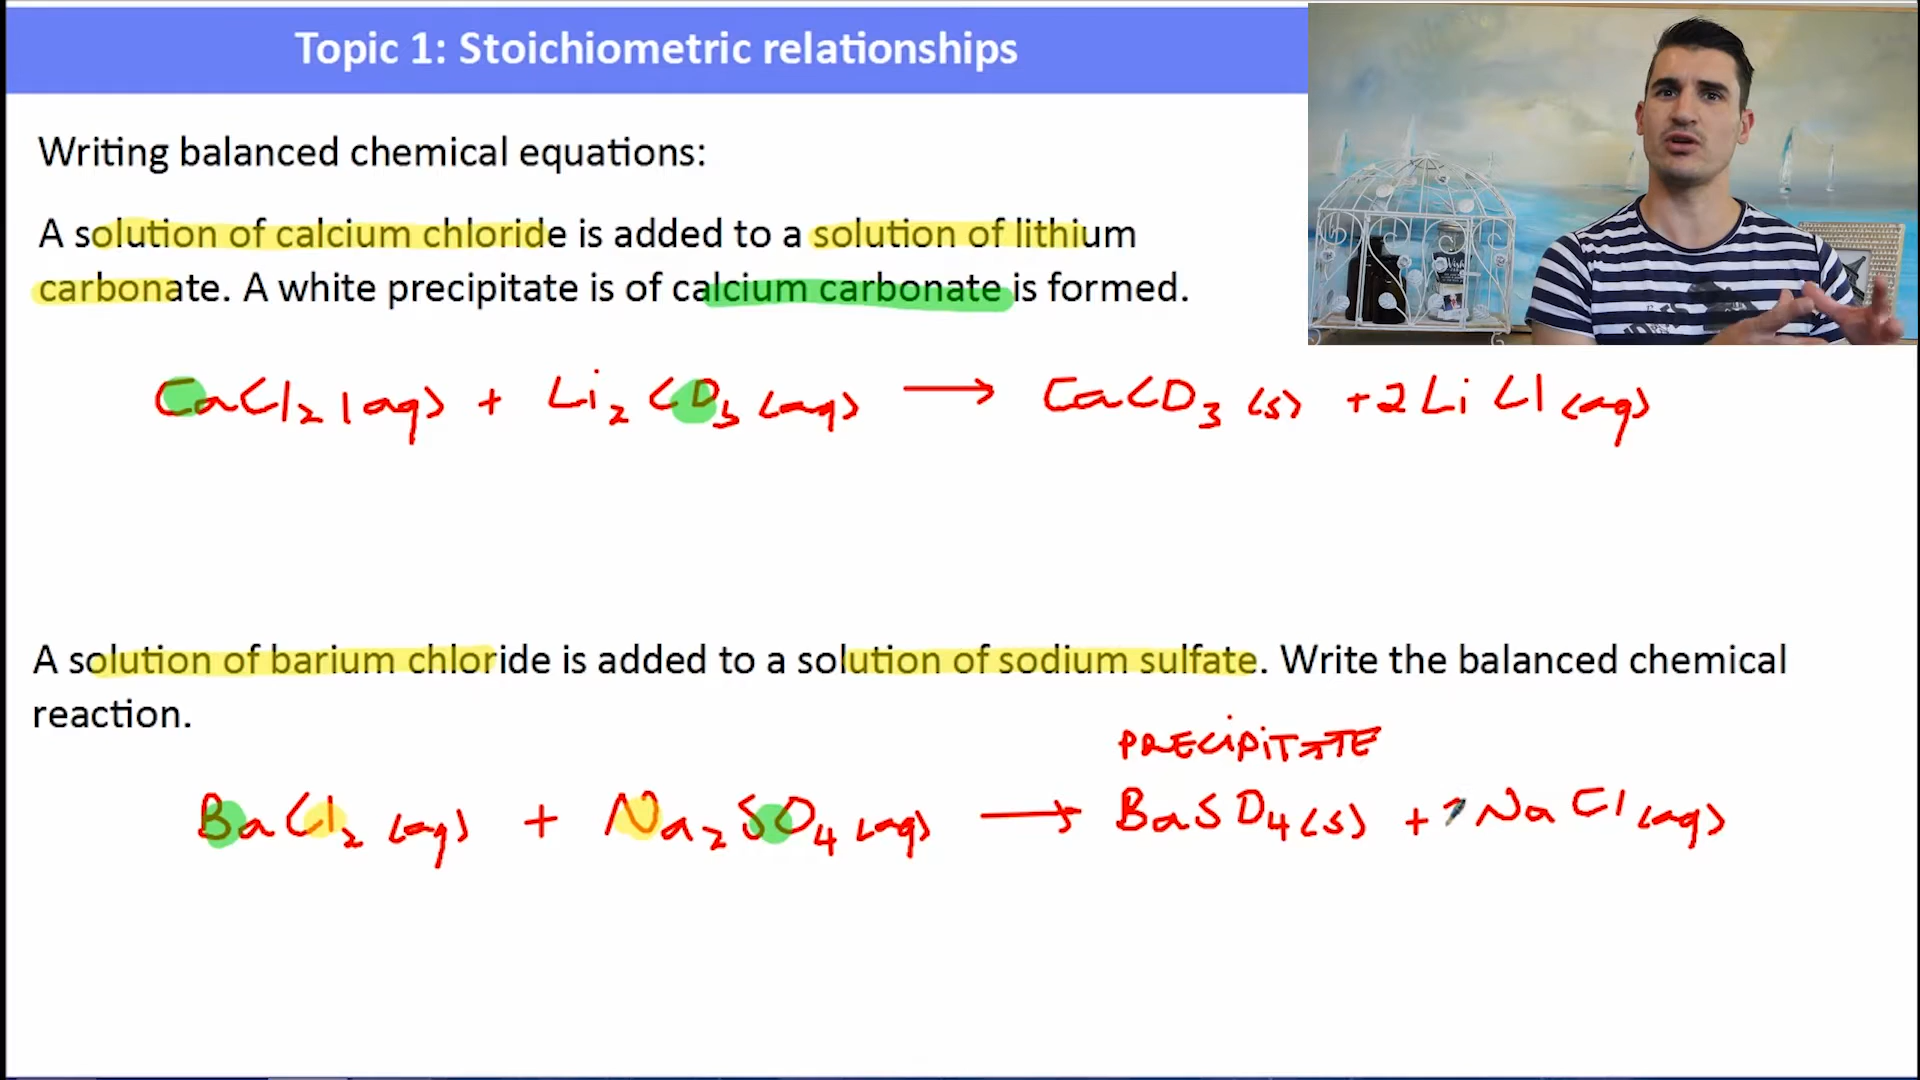 Topic 1: Stoichiometric relationships
Writing balanced chemical equations:
A solution of calcium chloride is added to a solution of lithium
carbonate. A white precipitate is of calcium carbonate is formed.
CaCl₂ (aq) + Li₂CO₃ (aq) → CaCO₃ (s) + 2LiCl (aq)
A solution of barium chloride is added to a solution of sodium sulfate. Write the balanced chemical
reaction.
PRECIPITATE
BaCl₂ (aq) + Na₂SO₄ (aq) → BaSO₄ (s) + NaCl (aq)